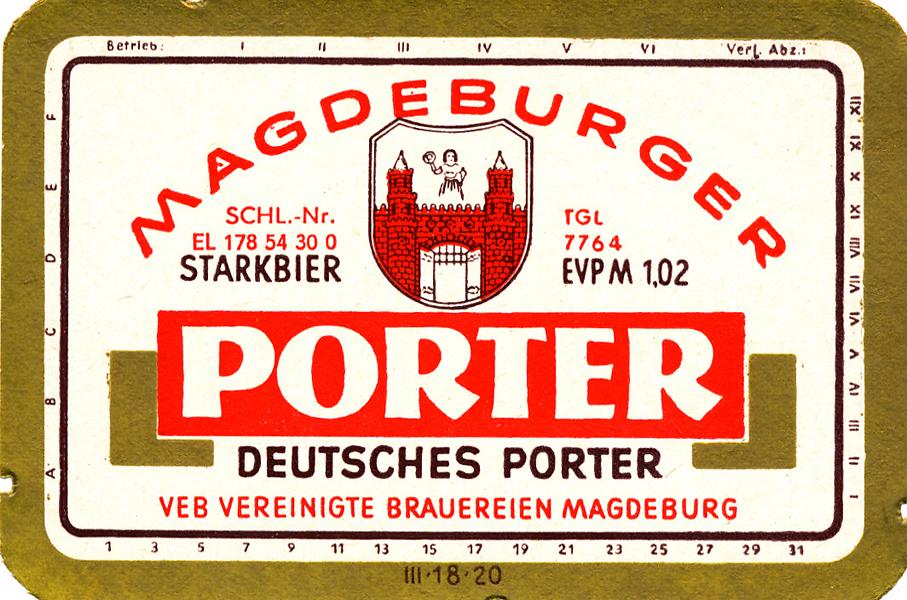 Betrieb: I II III IV V VI Verf. Abz.:
MAGDEBURGER
SCHL.-Nr.
EL 178 54 30 0
STARKBIER
TGL
7764
EVP M 1,02
PORTER
DEUTSCHES PORTER
VEB VEREINIGTE BRAUEREIEN MAGDEBURG
F E D C B A
XII XI X IX VIII VII VI V IV III II I
1 3 5 7 9 11 13 15 17 19 21 23 25 27 29 31
III·18·20